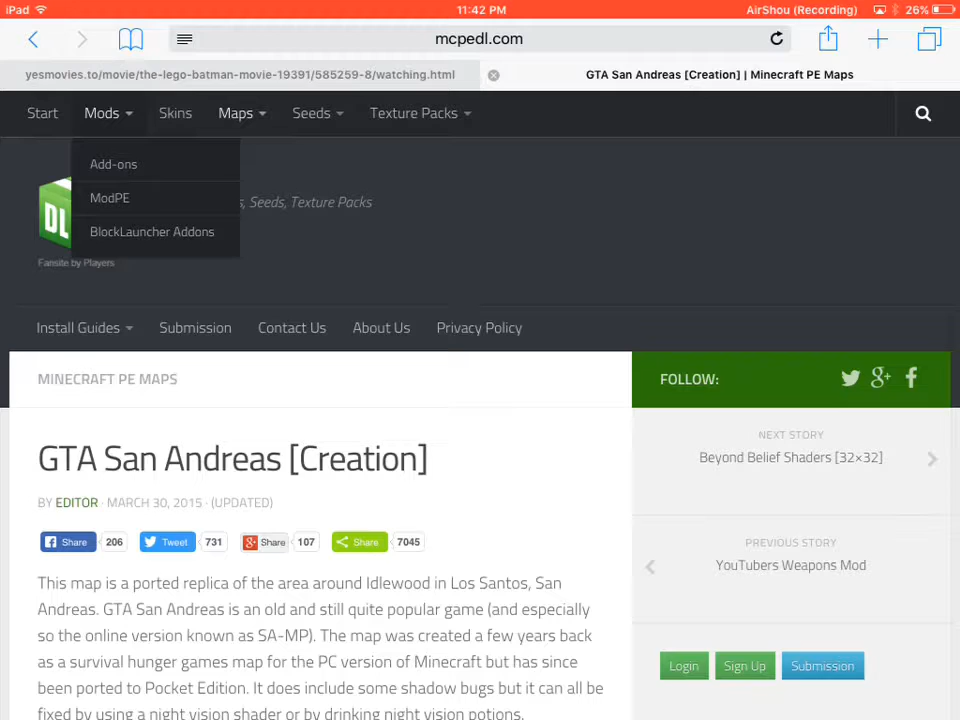 iPad
11:42 PM
AirShou (Recording)
26%
mcpedl.com
yesmovies.to/movie/the-lego-batman-movie-19391/585259-8/watching.html
GTA San Andreas [Creation] | Minecraft PE Maps
Start
Mods
Skins
Maps
Seeds
Texture Packs
Add-ons
ModPE
BlockLauncher Addons
DL
s, Seeds, Texture Packs
Fansite by Players
Install Guides
Submission
Contact Us
About Us
Privacy Policy
MINECRAFT PE MAPS
FOLLOW:
GTA San Andreas [Creation]
BY EDITOR · MARCH 30, 2015 · (UPDATED)
Share 206
Tweet 731
Share 107
Share 7045
This map is a ported replica of the area around Idlewood in Los Santos, San
Andreas. GTA San Andreas is an old and still quite popular game (and especially
so the online version known as SA-MP). The map was created a few years back
as a survival hunger games map for the PC version of Minecraft but has since
been ported to Pocket Edition. It does include some shadow bugs but it can all be
fixed by using a night vision shader or by drinking night vision potions.
NEXT STORY
Beyond Belief Shaders [32×32]
PREVIOUS STORY
YouTubers Weapons Mod
Login
Sign Up
Submission